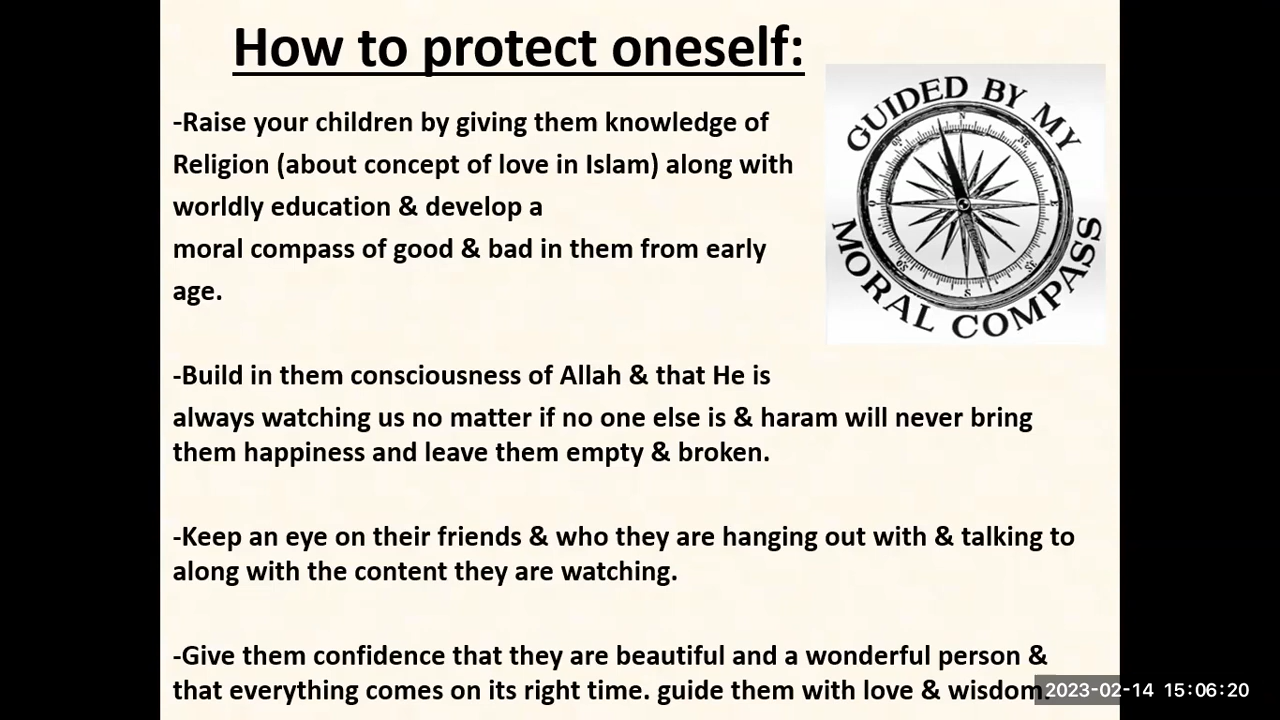 How to protect oneself:
-Raise your children by giving them knowledge of
Religion (about concept of love in Islam) along with
worldly education & develop a
moral compass of good & bad in them from early
age.
GUIDED BY MY
MORAL COMPASS
-Build in them consciousness of Allah & that He is
always watching us no matter if no one else is & haram will never bring
them happiness and leave them empty & broken.
-Keep an eye on their friends & who they are hanging out with & talking to
along with the content they are watching.
-Give them confidence that they are beautiful and a wonderful person &
that everything comes on its right time. guide them with love & wisdom.
2023-02-14 15:06:20